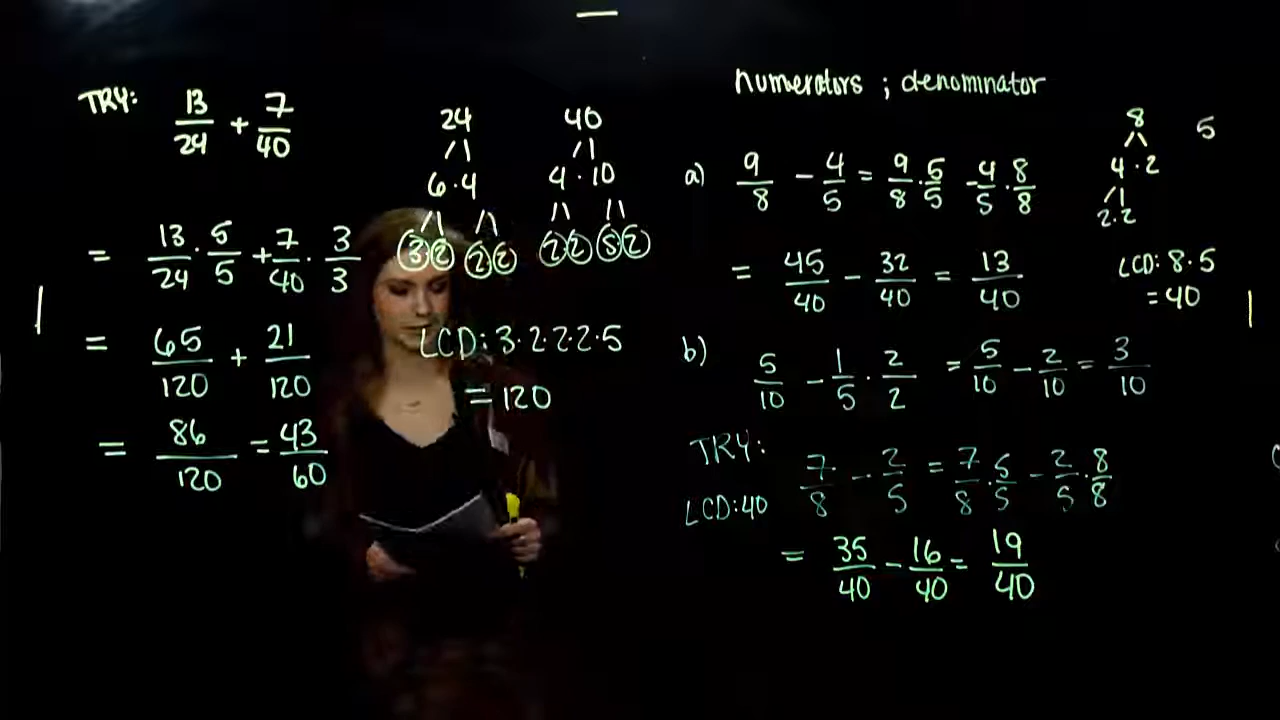 TRY: 13/24 + 7/40
= 13/24 · 5/5 + 7/40 · 3/3
= 65/120 + 21/120
= 86/120 = 43/60
24
6·4
3 2 2 2
40
4·10
2 2 5 2
LCD: 3·2·2·2·5
= 120
numerators ; denominator
a) 9/8 - 4/5 = 9/8 · 5/5 - 4/5 · 8/8
= 45/40 - 32/40 = 13/40
8
4·2
2·2
5
LCD: 8·5
= 40
b) 5/10 - 1/5 · 2/2 = 5/10 - 2/10 = 3/10
TRY: 7/8 - 2/5 = 7/8 · 5/5 - 2/5 · 8/8
LCD: 40
= 35/40 - 16/40 = 19/40